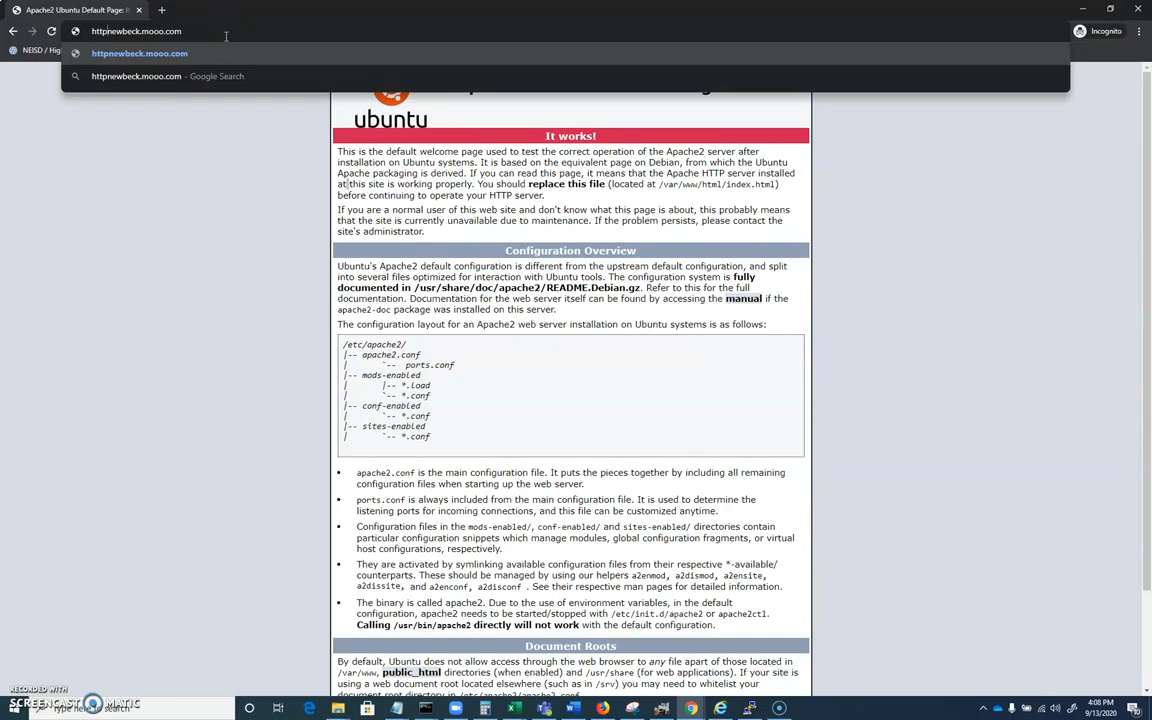 Apache2 Ubuntu Default Page: It
httpnewbeck.mooo.com
Incognito
NEISD / High
httpnewbeck.mooo.com
httpnewbeck.mooo.com - Google Search
ubuntu
It works!
This is the default welcome page used to test the correct operation of the Apache2 server after
installation on Ubuntu systems. It is based on the equivalent page on Debian, from which the Ubuntu
Apache packaging is derived. If you can read this page, it means that the Apache HTTP server installed
at this site is working properly. You should replace this file (located at /var/www/html/index.html)
before continuing to operate your HTTP server.
If you are a normal user of this web site and don't know what this page is about, this probably means
that the site is currently unavailable due to maintenance. If the problem persists, please contact the
site's administrator.
Configuration Overview
Ubuntu's Apache2 default configuration is different from the upstream default configuration, and split
into several files optimized for interaction with Ubuntu tools. The configuration system is fully
documented in /usr/share/doc/apache2/README.Debian.gz. Refer to this for the full
documentation. Documentation for the web server itself can be found by accessing the manual if the
apache2-doc package was installed on this server.
The configuration layout for an Apache2 web server installation on Ubuntu systems is as follows:
/etc/apache2/
|-- apache2.conf
| `-- ports.conf
|-- mods-enabled
| |-- *.load
| `-- *.conf
|-- conf-enabled
| `-- *.conf
|-- sites-enabled
| `-- *.conf
• apache2.conf is the main configuration file. It puts the pieces together by including all remaining
configuration files when starting up the web server.
• ports.conf is always included from the main configuration file. It is used to determine the
listening ports for incoming connections, and this file can be customized anytime.
• Configuration files in the mods-enabled/, conf-enabled/ and sites-enabled/ directories contain
particular configuration snippets which manage modules, global configuration fragments, or virtual
host configurations, respectively.
• They are activated by symlinking available configuration files from their respective *-available/
counterparts. These should be managed by using our helpers a2enmod, a2dismod, a2ensite,
a2dissite, and a2enconf, a2disconf . See their respective man pages for detailed information.
• The binary is called apache2. Due to the use of environment variables, in the default
configuration, apache2 needs to be started/stopped with /etc/init.d/apache2 or apache2ctl.
Calling /usr/bin/apache2 directly will not work with the default configuration.
Document Roots
By default, Ubuntu does not allow access through the web browser to any file apart of those located in
/var/www, public_html directories (when enabled) and /usr/share (for web applications). If your site is
using a web document root located elsewhere (such as in /srv) you may need to whitelist your
document root directory in /etc/apache2/apache2.conf.
RECORDED WITH
SCREENCAST MATIC
Type here to search
4:08 PM
9/13/2020